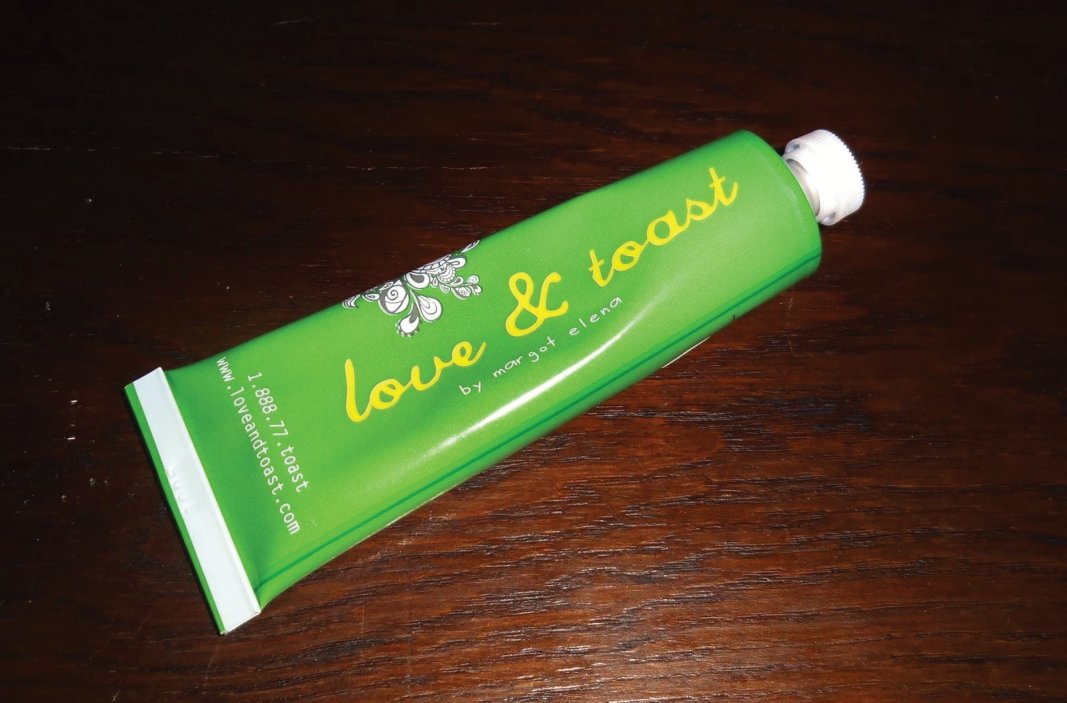 love & toast
by margot elena
1.888.77.toast
www.loveandtoast.com